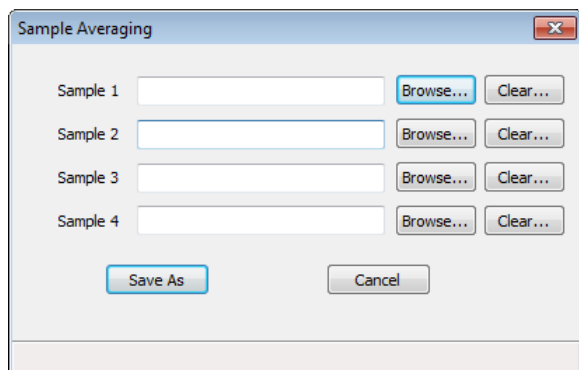 Sample Averaging
Sample 1 Browse... Clear...
Sample 2 Browse... Clear...
Sample 3 Browse... Clear...
Sample 4 Browse... Clear...
Save As Cancel